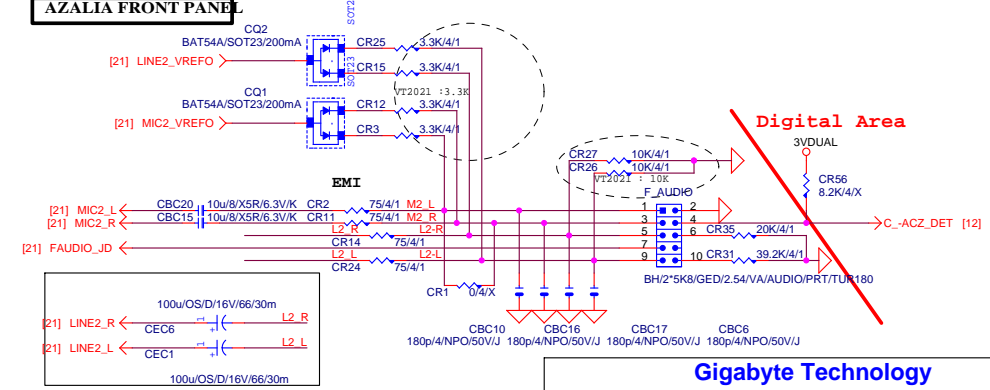 AZALIA FRONT PANEL
SOT23
CQ2
BAT54A/SOT23/200mA
CR25 3.3K/4/1
[21] LINE2_VREFO
CR15 3.3K/4/1
VT2021 :3.3K
CQ1
BAT54A/SOT23/200mA
CR12 3.3K/4/1
[21] MIC2_VREFO
CR3 3.3K/4/1
Digital Area
3VDUAL
CR27 10K/4/1
CR26 10K/4/1
VT2021 : 10K
CR56
8.2K/4/X
EMI
F_AUDIO
[21] MIC2_L CBC20 10u/8/X5R/6.3V/K CR2 75/4/1 M2_L 1 2
[21] MIC2_R CBC15 10u/8/X5R/6.3V/K CR11 75/4/1 M2_R 3 4 C_-ACZ_DET [12]
L2_R L2-R 5 6 CR35 20K/4/1
[21] FAUDIO_JD CR14 75/4/1 7
L2_L L2-L 9 10 CR31 39.2K/4/1
CR24 75/4/1
BH/2*5K8/GED/2.54/VA/AUDIO/PRT/TUR180
CR1 0/4/X
100u/OS/D/16V/66/30m
[21] LINE2_R 1 L2_R
CEC6 +
[21] LINE2_L 1 L2_L
CEC1 +
100u/OS/D/16V/66/30m
CBC10 CBC16 CBC17 CBC6
180p/4/NPO/50V/J 180p/4/NPO/50V/J 180p/4/NPO/50V/J 180p/4/NPO/50V/J
Gigabyte Technology